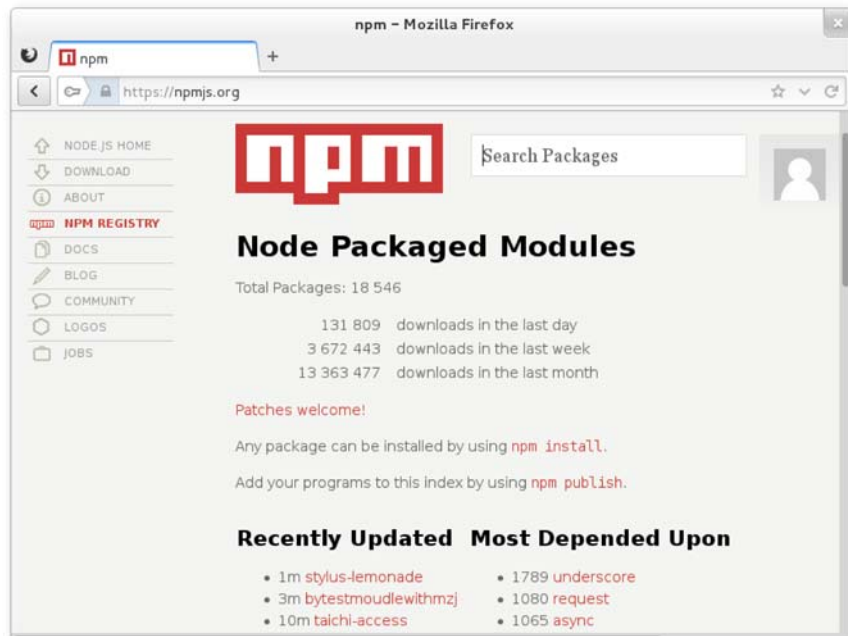 npm – Mozilla Firefox
npm
https://npmjs.org
NODE.JS HOME
DOWNLOAD
ABOUT
npm NPM REGISTRY
DOCS
BLOG
COMMUNITY
LOGOS
JOBS
npm
Search Packages
Node Packaged Modules
Total Packages: 18 546
131 809 downloads in the last day
3 672 443 downloads in the last week
13 363 477 downloads in the last month
Patches welcome!
Any package can be installed by using npm install.
Add your programs to this index by using npm publish.
Recently Updated
• 1m stylus-lemonade
• 3m bytestmoudlewithmzj
• 10m taichi-access
Most Depended Upon
• 1789 underscore
• 1080 request
• 1065 async